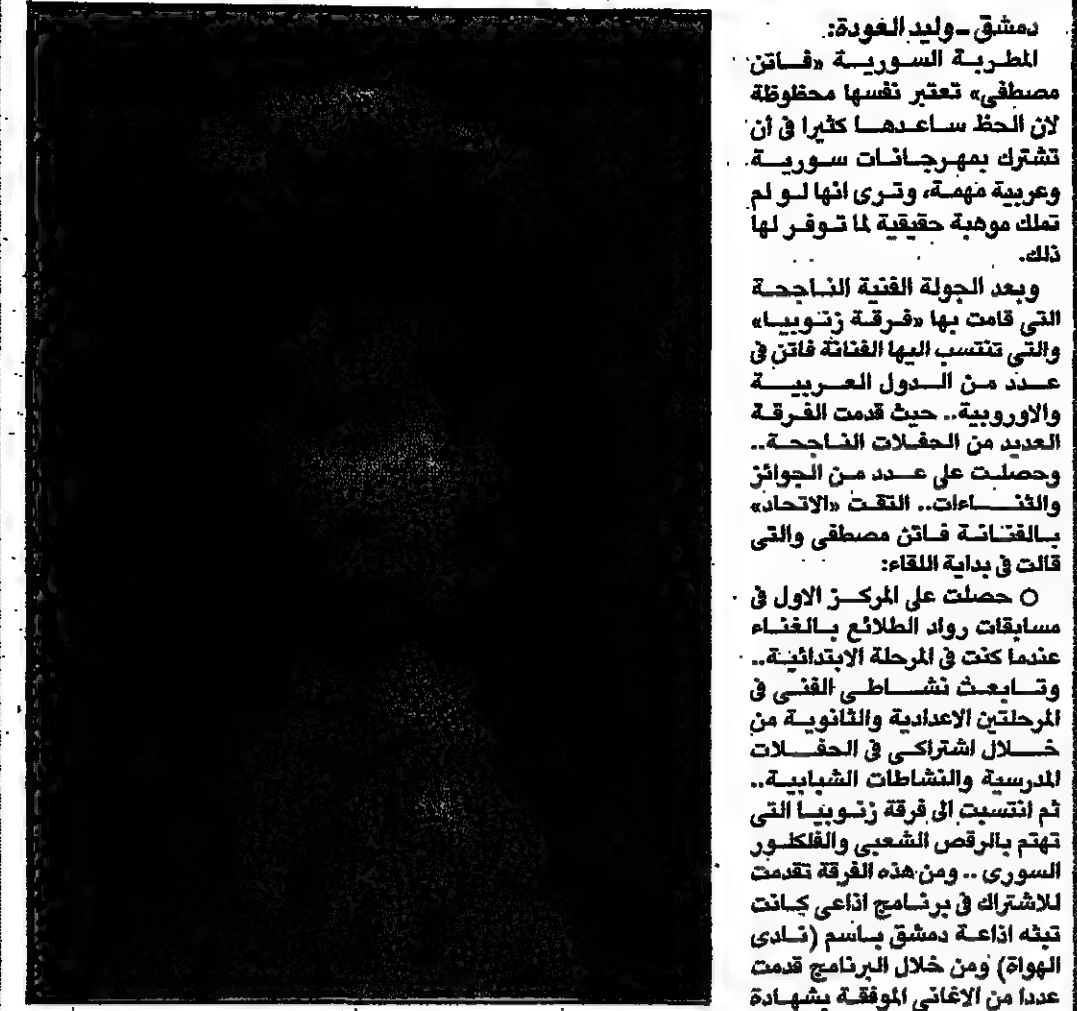 دمشق - وليد العودة:
المطربة السورية «فاتن
مصطفى» تعتبر نفسها محظوظة
لان الحظ ساعدها كثيرا في أن
تشترك بمهرجانات سورية
وعربية مهمة، وترى انها لو لم
تملك موهبة حقيقية لما توفر لها
ذلك.
وبعد الجولة الفنية الناجحة
التي قامت بها «فرقة زنوبيا»
والتي تنتسب اليها الفنانة فاتن في
عدد من الدول العربية
والاوروبية.. حيث قدمت الفرقة
العديد من الحفلات الناجحة..
وحصلت على عدد من الجوائز
والثناءات.. التقت «الاتحاد»
بالفنانة فاتن مصطفى والتي
قالت في بداية اللقاء:
○ حصلت على المركز الاول في
مسابقات رواد الطلائع بالغناء
عندما كنت في المرحلة الابتدائية..
وتابعت نشاطي الفني في
المرحلتين الاعدادية والثانوية من
خلال اشتراكي في الحفلات
المدرسية والنشاطات الشبابية..
ثم انتسبت الى فرقة زنوبيا التي
تهتم بالرقص الشعبي والفلكلور
السوري .. ومن هذه الفرقة تقدمت
للاشتراك في برنامج اذاعي كانت
تبثه اذاعة دمشق باسم (نادي
الهواة) ومن خلال البرنامج قدمت
عددا من الاغاني الموفقة بشهادة